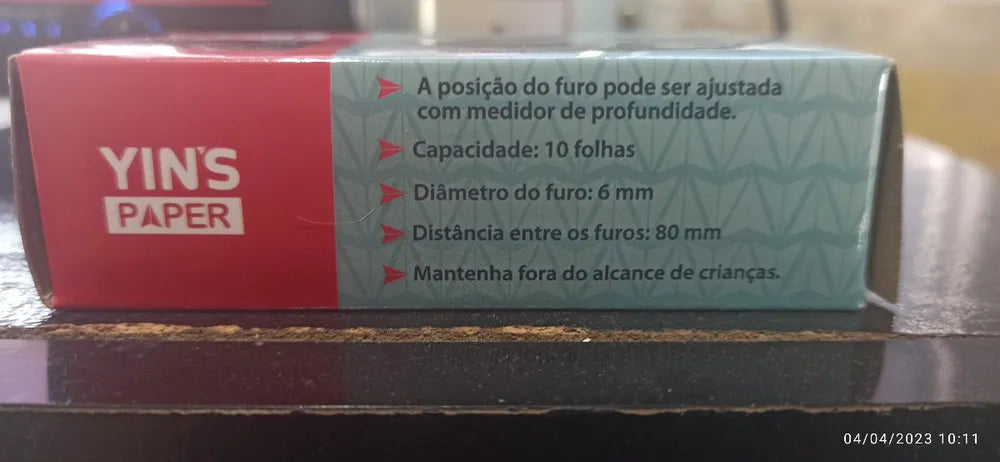 YIN'S
PAPER
A posição do furo pode ser ajustada
com medidor de profundidade.
Capacidade: 10 folhas
Diâmetro do furo: 6 mm
Distância entre os furos: 80 mm
Mantenha fora do alcance de crianças.
04/04/2023 10:11